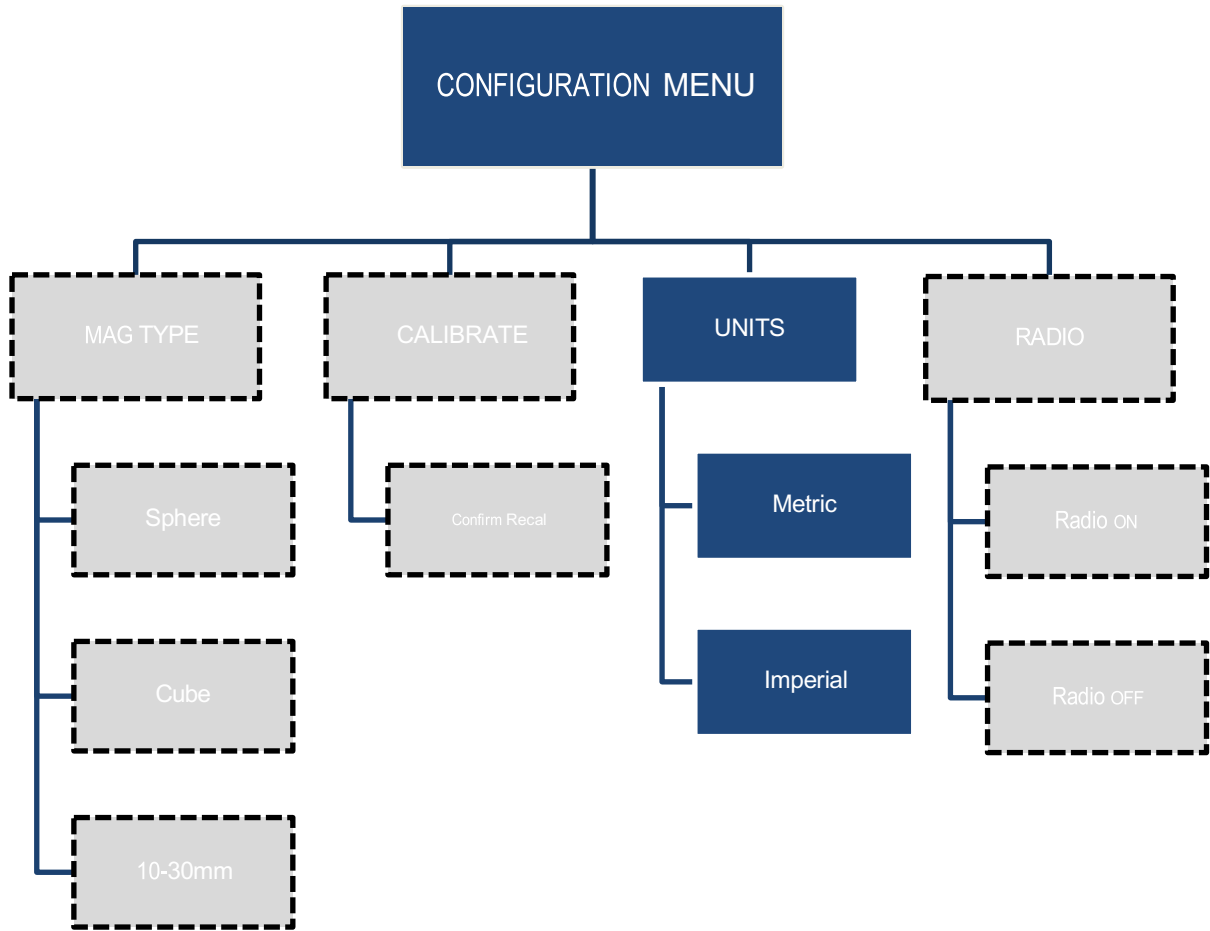 CONFIGURATION MENU
MAG TYPE
CALIBRATE
UNITS
RADIO
Sphere
Confirm Recal
Metric
Radio ON
Cube
Imperial
Radio OFF
10-30mm